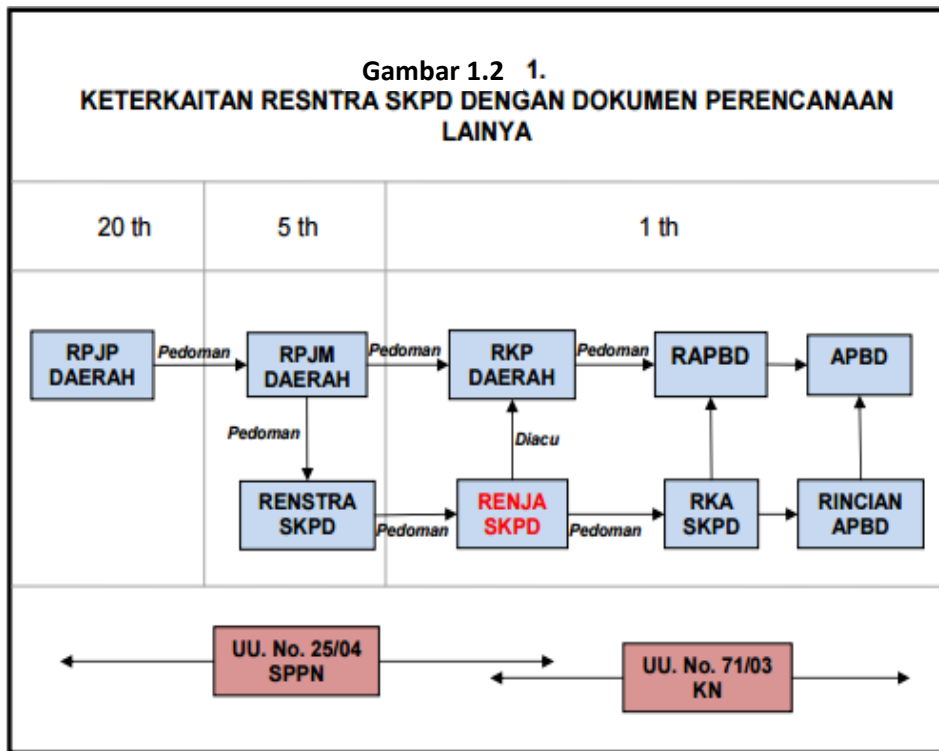 Gambar 1.2 1.
KETERKAITAN RESNTRA SKPD DENGAN DOKUMEN PERENCANAAN
LAINYA
20 th
5 th
1 th
RPJP
DAERAH
Pedoman
RPJM
DAERAH
Pedoman
RKP
DAERAH
Pedoman
RAPBD
APBD
Pedoman
Diacu
RENSTRA
SKPD
Pedoman
RENJA
SKPD
Pedoman
RKA
SKPD
RINCIAN
APBD
UU. No. 25/04
SPPN
UU. No. 71/03
KN